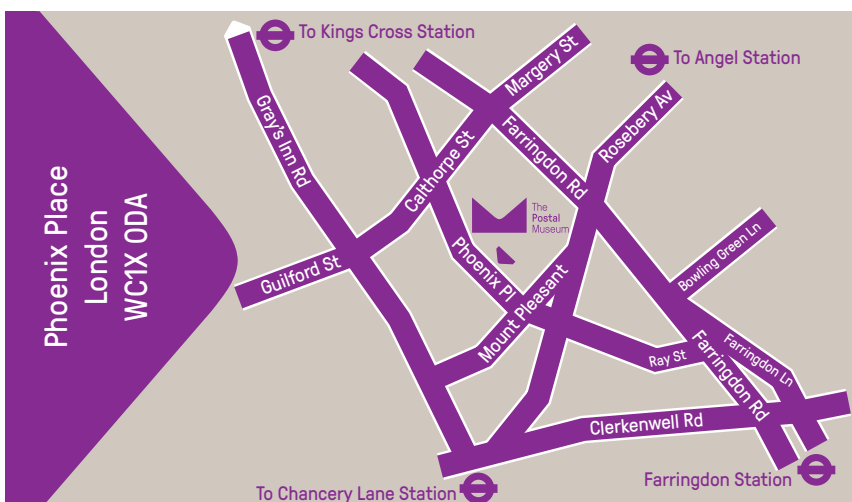 Phoenix Place
London
WC1X 0DA
To Kings Cross Station
To Angel Station
Margery St
Gray's Inn Rd
Calthorpe St
Farringdon Rd
Rosebery Av
The
Postal
Museum
Guilford St
Phoenix Pl
Mount Pleasant
Bowling Green Ln
Ray St
Farringdon Rd
Farringdon Ln
Clerkenwell Rd
Farringdon Station
To Chancery Lane Station